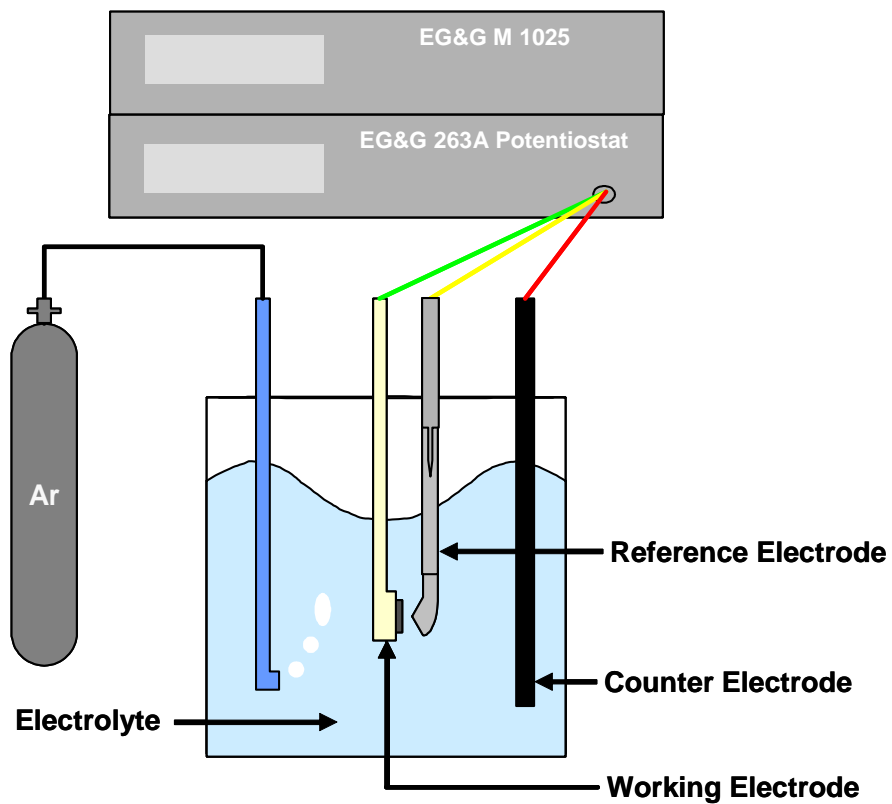 EG&G M 1025
EG&G 263A Potentiostat
Ar
Reference Electrode
Counter Electrode
Electrolyte
Working Electrode